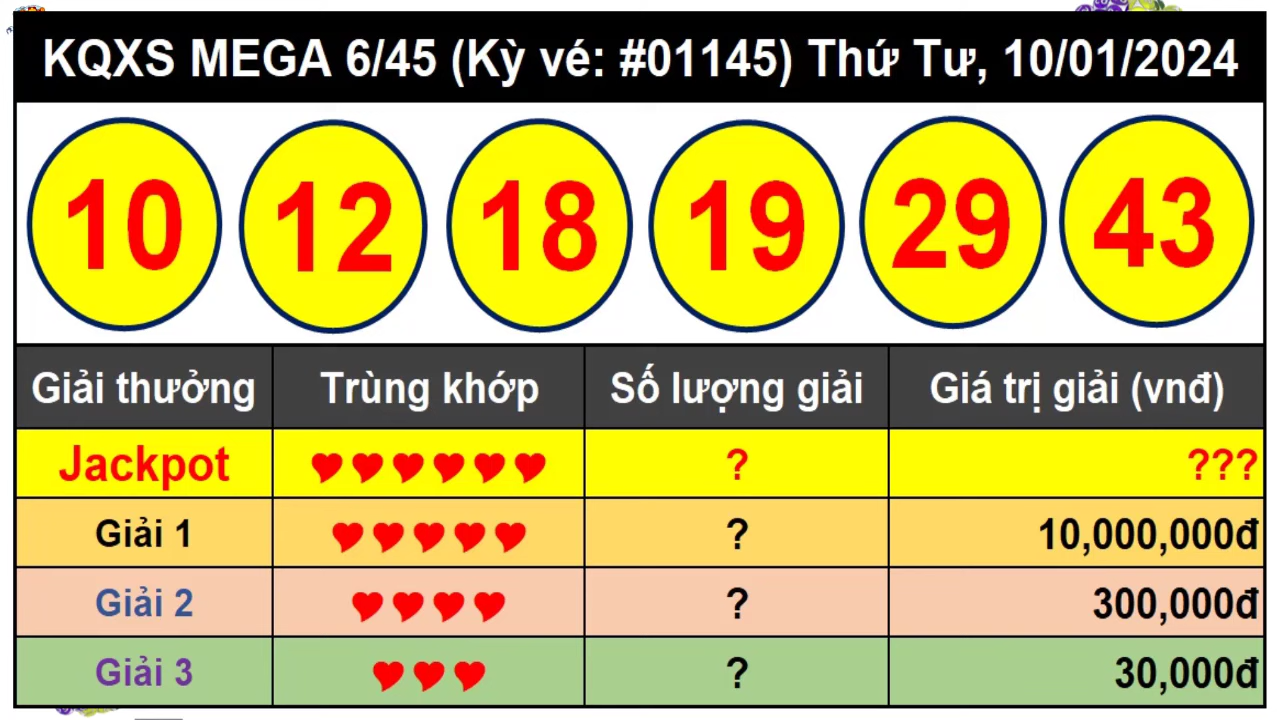 KQXS MEGA 6/45 (Kỳ vé: #01145) Thứ Tư, 10/01/2024
10 12 18 19 29 43
Giải thưởng Trùng khớp Số lượng giải Giá trị giải (vnđ)
Jackpot ? ???
Giải 1 ? 10,000,000đ
Giải 2 ? 300,000đ
Giải 3 ? 30,000đ